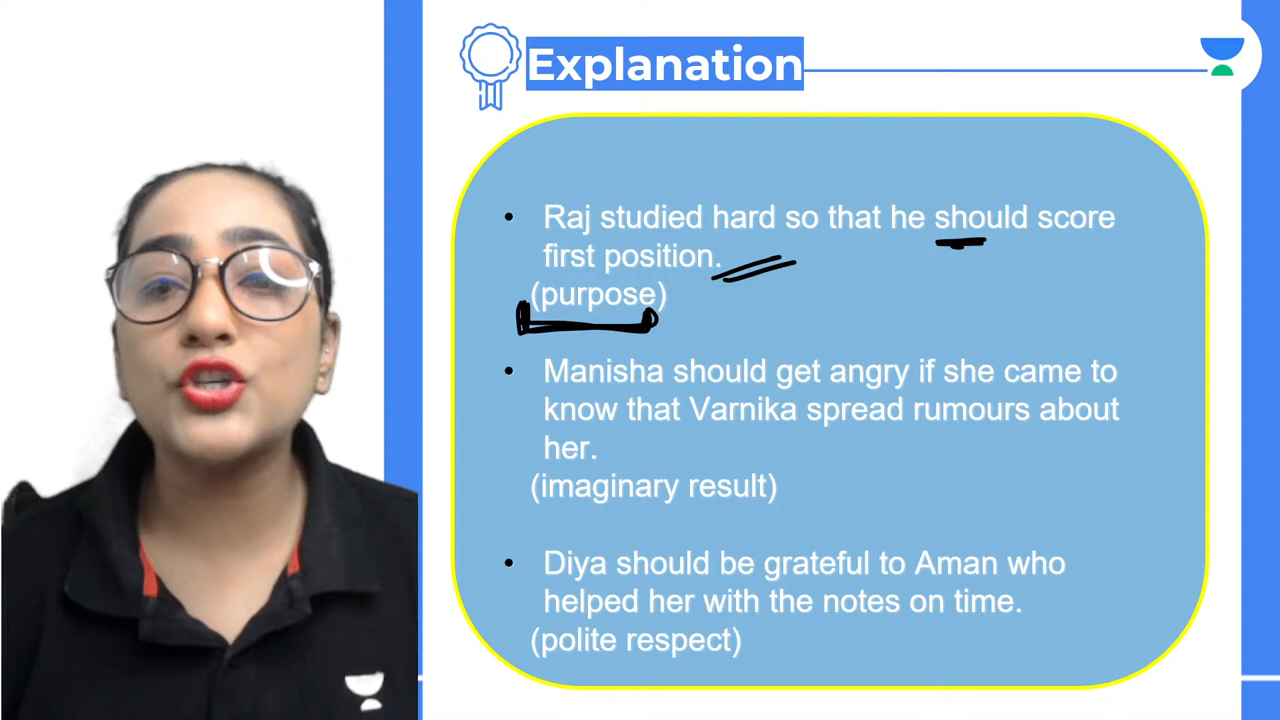 Explanation
• Raj studied hard so that he should score
first position.
(purpose)
• Manisha should get angry if she came to
know that Varnika spread rumours about
her.
(imaginary result)
• Diya should be grateful to Aman who
helped her with the notes on time.
(polite respect)